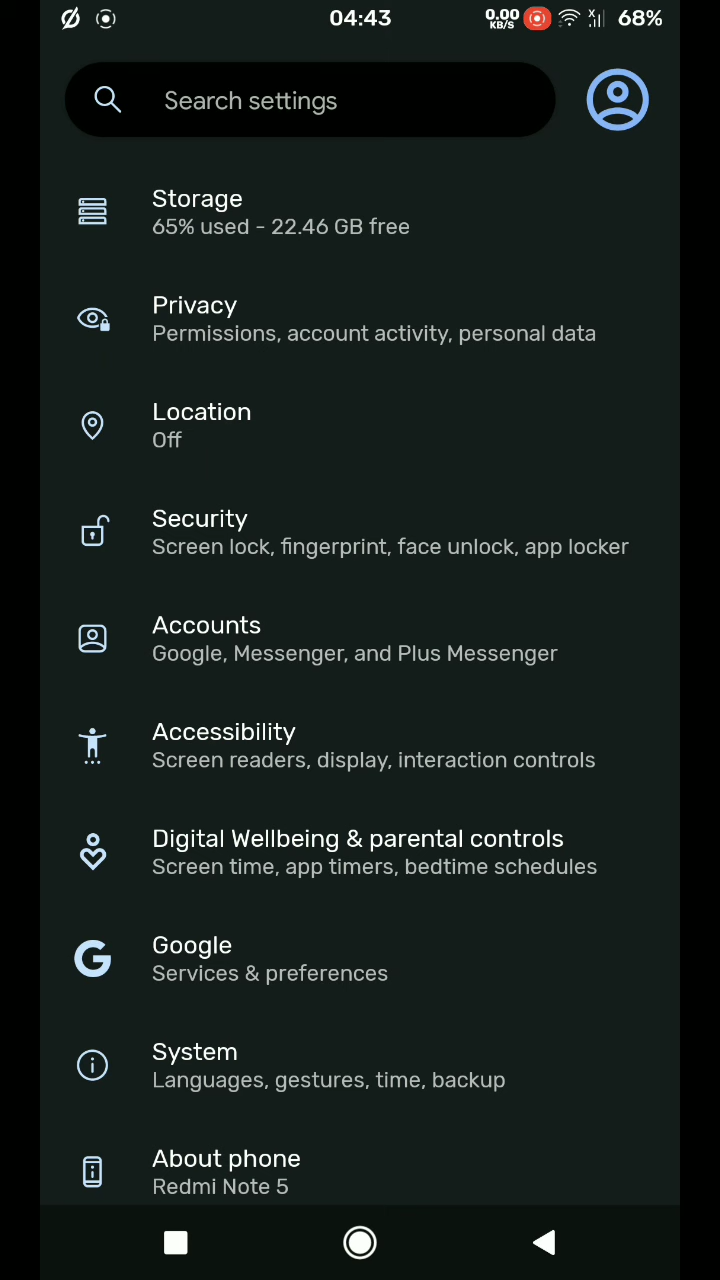 04:43
0.00
KB/S
X
68%
Search settings
Storage
65% used - 22.46 GB free
Privacy
Permissions, account activity, personal data
Location
Off
Security
Screen lock, fingerprint, face unlock, app locker
Accounts
Google, Messenger, and Plus Messenger
Accessibility
Screen readers, display, interaction controls
Digital Wellbeing & parental controls
Screen time, app timers, bedtime schedules
Google
Services & preferences
System
Languages, gestures, time, backup
About phone
Redmi Note 5